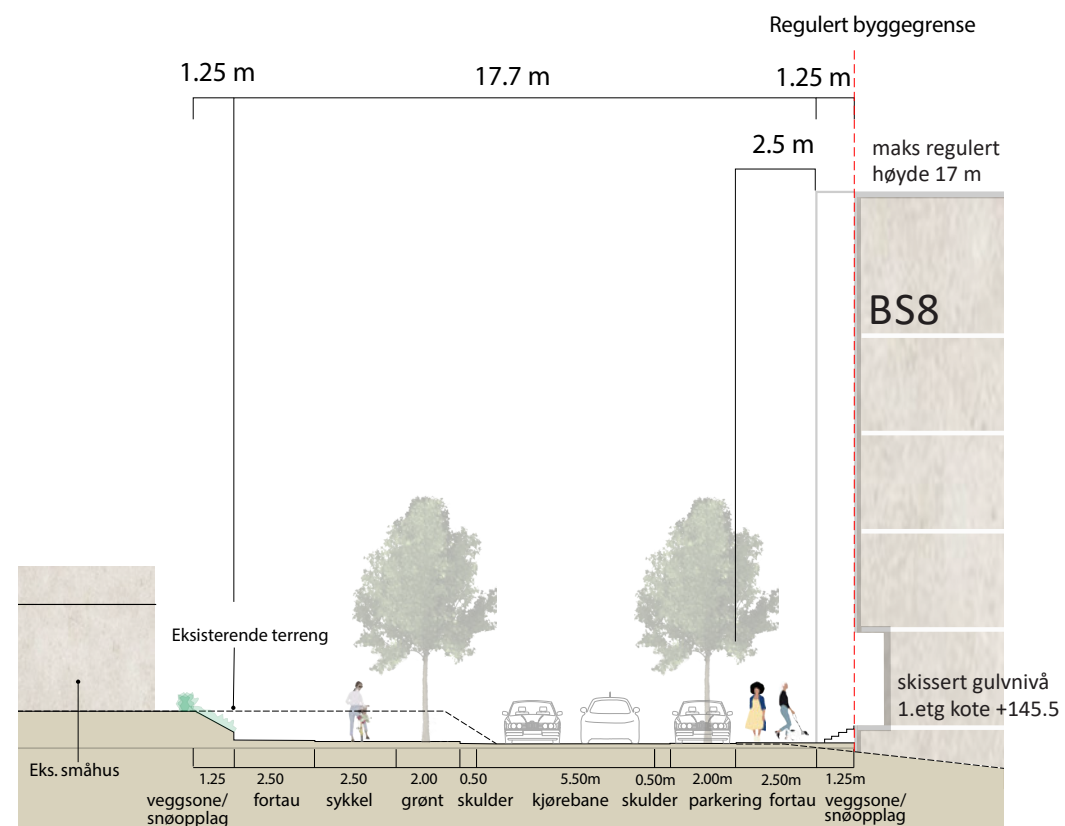 Regulert byggegrense
1.25 m
17.7 m
1.25 m
2.5 m
maks regulert
høyde 17 m
BS8
Eksisterende terreng
skissert gulvnivå
1.etg kote +145.5
Eks. småhus
1.25 2.50 2.50 2.00 0.50 5.50m 0.50m 2.00m 2.50m 1.25m
veggsone/ fortau sykkel grønt skulder kjørebane skulder parkering fortau veggsone/
snøopplag snøopplag